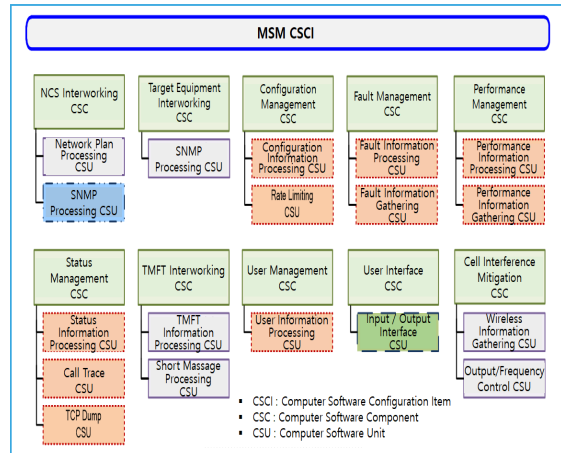 MSM CSCI
NCS Interworking
CSC
Network Plan
Processing
CSU
SNMP
Processing CSU
Target Equipment
Interworking
CSC
SNMP
Processing CSU
Configuration
Management
CSC
Configuration
Information
Processing CSU
Rate Limiting
CSU
Fault Management
CSC
Fault Information
Processing
CSU
Fault Information
Gathering
CSU
Performance
Management
CSC
Performance
Information
Processing CSU
Performance
Information
Gathering CSU
Status
Management
CSC
Status
Information
Processing CSU
Call Trace
CSU
TCP Dump
CSU
TMFT Interworking
CSC
TMFT
Information
Processing CSU
Short Massage
Processing
CSU
User Management
CSC
User Information
Processing
CSU
User Interface
CSC
Input / Output
Interface
CSU
Cell Interference
Mitigation
CSC
Wireless
Information
Gathering CSU
Output/Frequency
Control CSU
▪ CSCI : Computer Software Configuration Item
▪ CSC : Computer Software Component
▪ CSU : Computer Software Unit